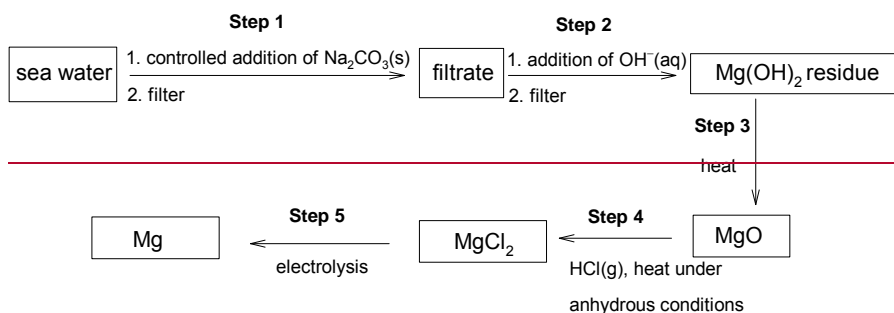 Step 1
Step 2
sea water
1. controlled addition of Na₂CO₃(s)
2. filter
filtrate
1. addition of OH⁻(aq)
2. filter
Mg(OH)₂ residue
Step 3
heat
Mg
Step 5
electrolysis
MgCl₂
Step 4
HCl(g), heat under
anhydrous conditions
MgO